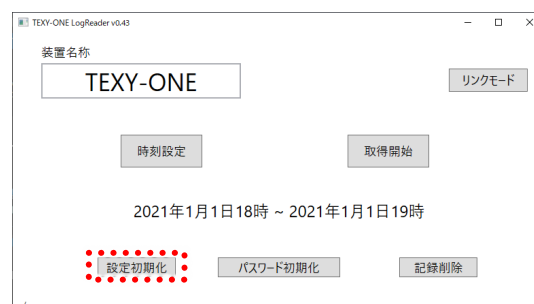 TEXY-ONE LogReader v0.43
装置名称
TEXY-ONE
リンクモード
時刻設定
取得開始
2021年1月1日18時 ~ 2021年1月1日19時
設定初期化
パスワード初期化
記録削除